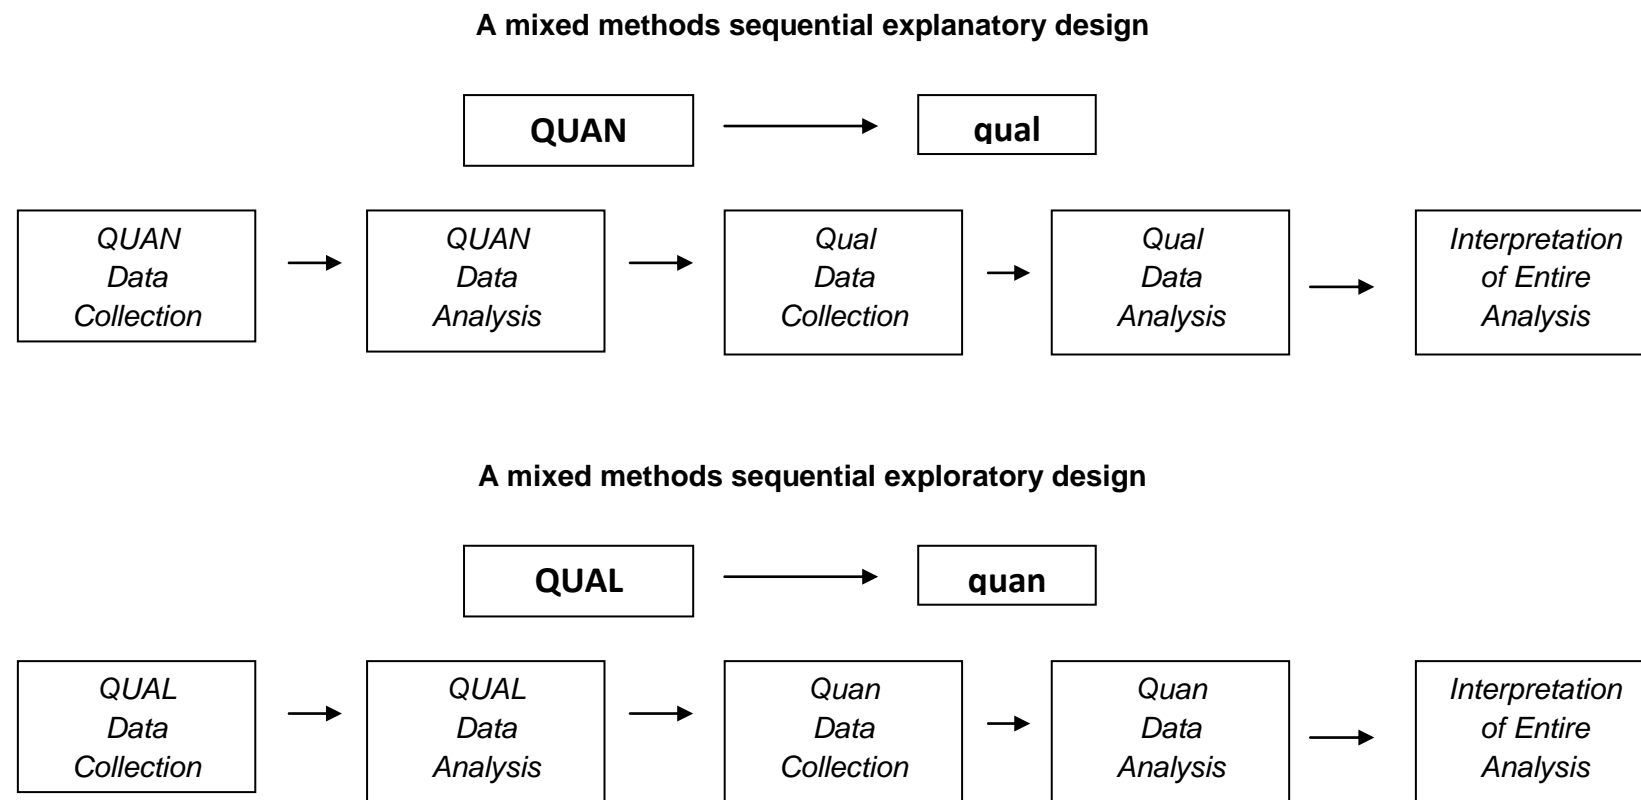 A mixed methods sequential explanatory design
QUAN
qual
QUAN
Data
Collection
QUAN
Data
Analysis
Qual
Data
Collection
Qual
Data
Analysis
Interpretation
of Entire
Analysis
A mixed methods sequential exploratory design
QUAL
quan
QUAL
Data
Collection
QUAL
Data
Analysis
Quan
Data
Collection
Quan
Data
Analysis
Interpretation
of Entire
Analysis